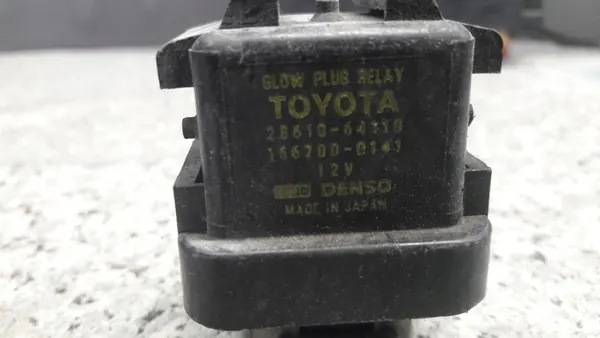 GLOW PLUG RELAY
TOYOTA
28610-64110
156700-0141
12V
DENSO
MADE IN JAPAN